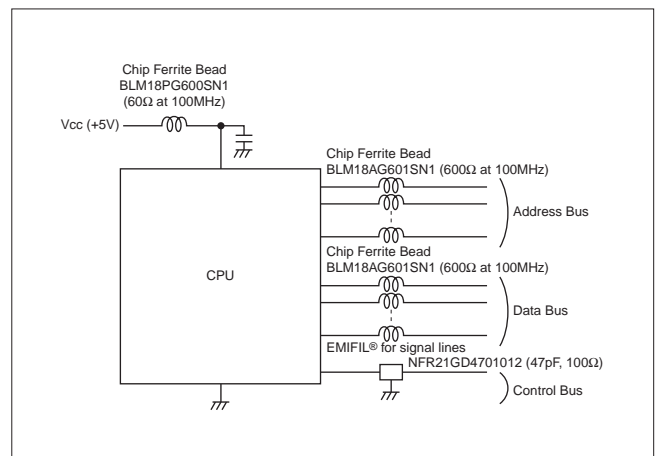 Chip Ferrite Bead
BLM18PG600SN1
(60Ω at 100MHz)
Vcc (+5V)
Chip Ferrite Bead
BLM18AG601SN1 (600Ω at 100MHz)
Address Bus
Chip Ferrite Bead
BLM18AG601SN1 (600Ω at 100MHz)
CPU
Data Bus
EMIFIL® for signal lines
NFR21GD4701012 (47pF, 100Ω)
Control Bus